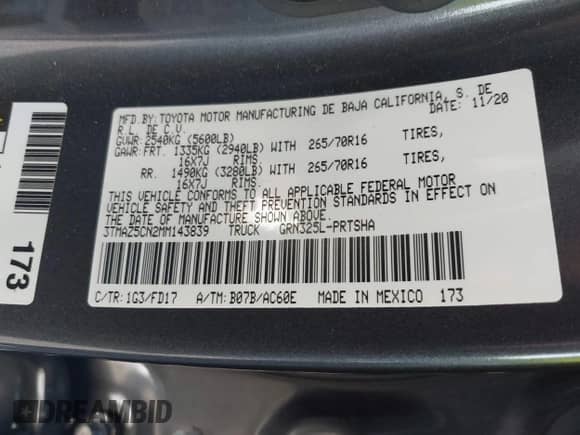 MFD.BY:TOYOTA MOTOR MANUFACTURING DE BAJA CALIFORNIA, S. DE
R.L. DE C.V. DATE: 11/20
GVWR:2540KG (5600LB)
GAWR:FRT. 1335KG (2940LB) WITH 265/70R16 TIRES,
16X7J RIMS.
RR. 1490KG (3280LB) WITH 265/70R16 TIRES,
16X7J RIMS.
THIS VEHICLE CONFORMS TO ALL APPLICABLE FEDERAL MOTOR
VEHICLE SAFETY AND THEFT PREVENTION STANDARDS IN EFFECT ON
THE DATE OF MANUFACTURE SHOWN ABOVE.
3TMAZ5CN2MM143839 TRUCK GRN325L-PRTSHA
C/TR:1G3/FD17 A/TM:B07B/AC60E MADE IN MEXICO 173
173
DREAMBID